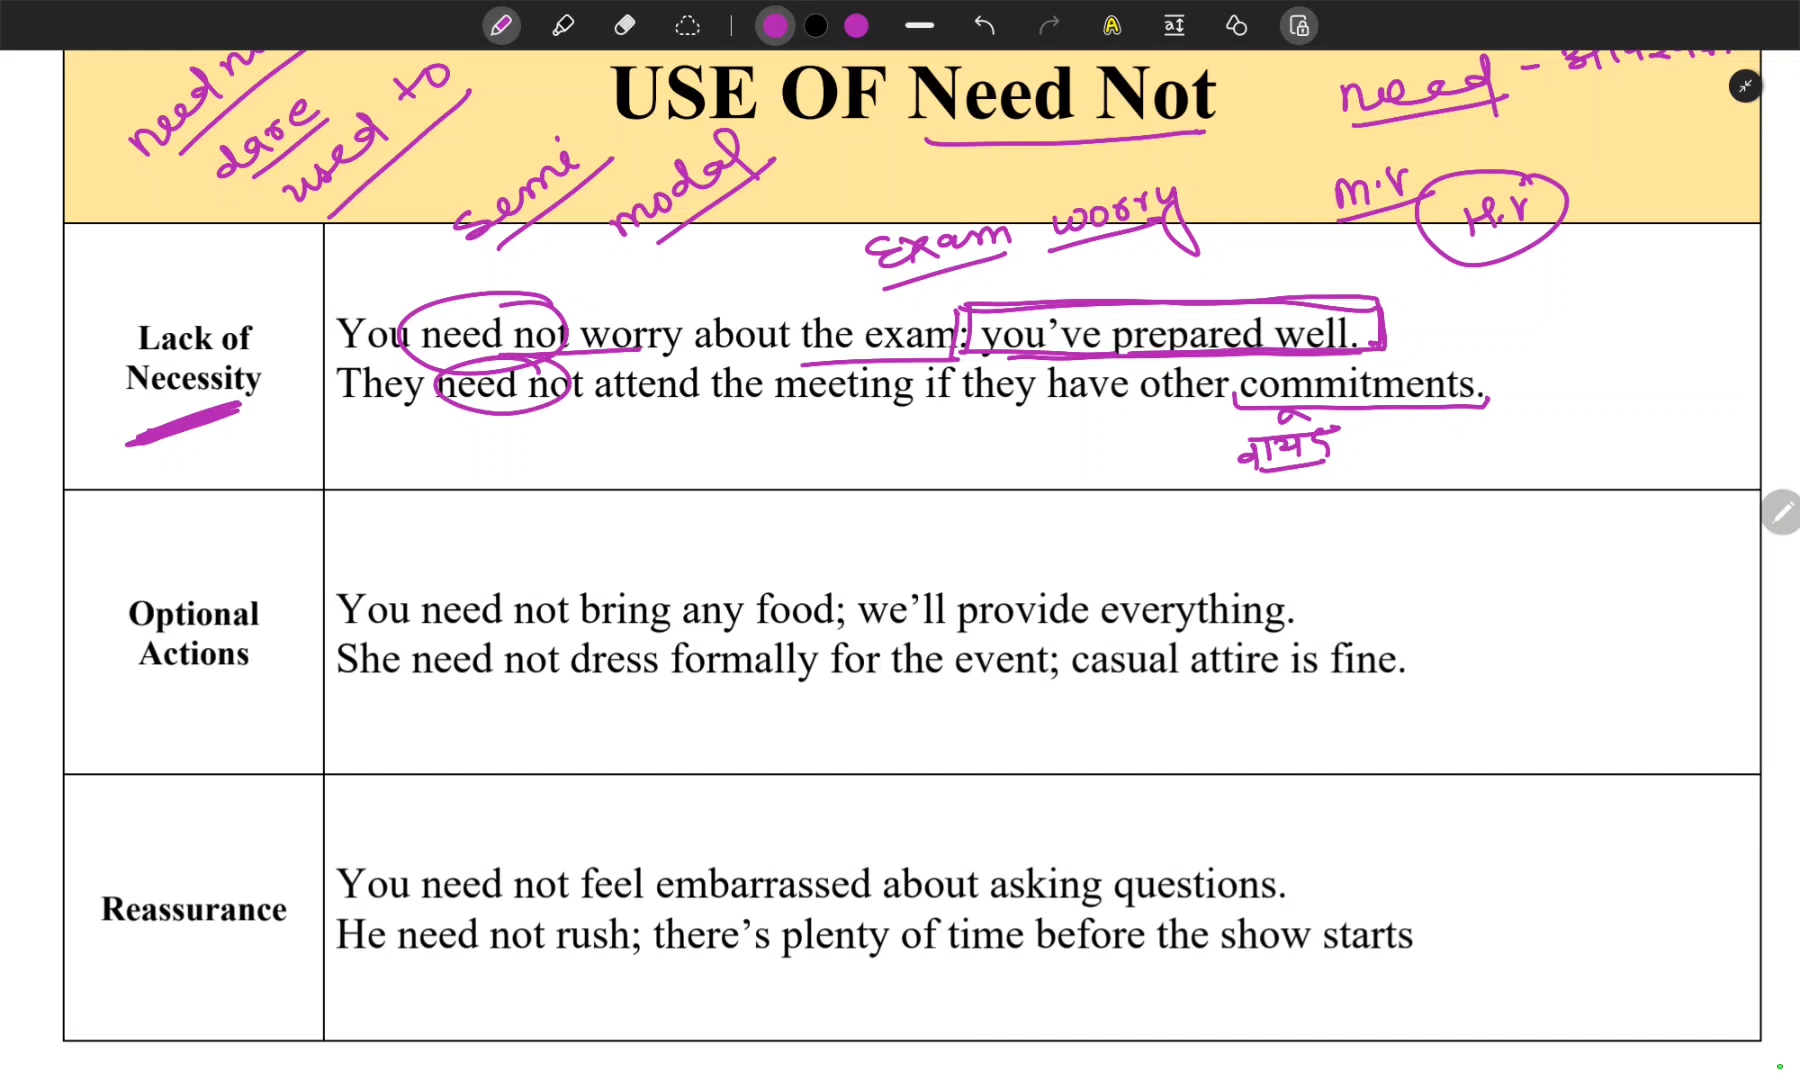 USE OF Need Not
need
dare
used to
semi modal
need -
m.v
H.v
Exam worry
Lack of
Necessity
You need not worry about the exam; you’ve prepared well.
They need not attend the meeting if they have other commitments.
Optional
Actions
You need not bring any food; we’ll provide everything.
She need not dress formally for the event; casual attire is fine.
Reassurance
You need not feel embarrassed about asking questions.
He need not rush; there’s plenty of time before the show starts